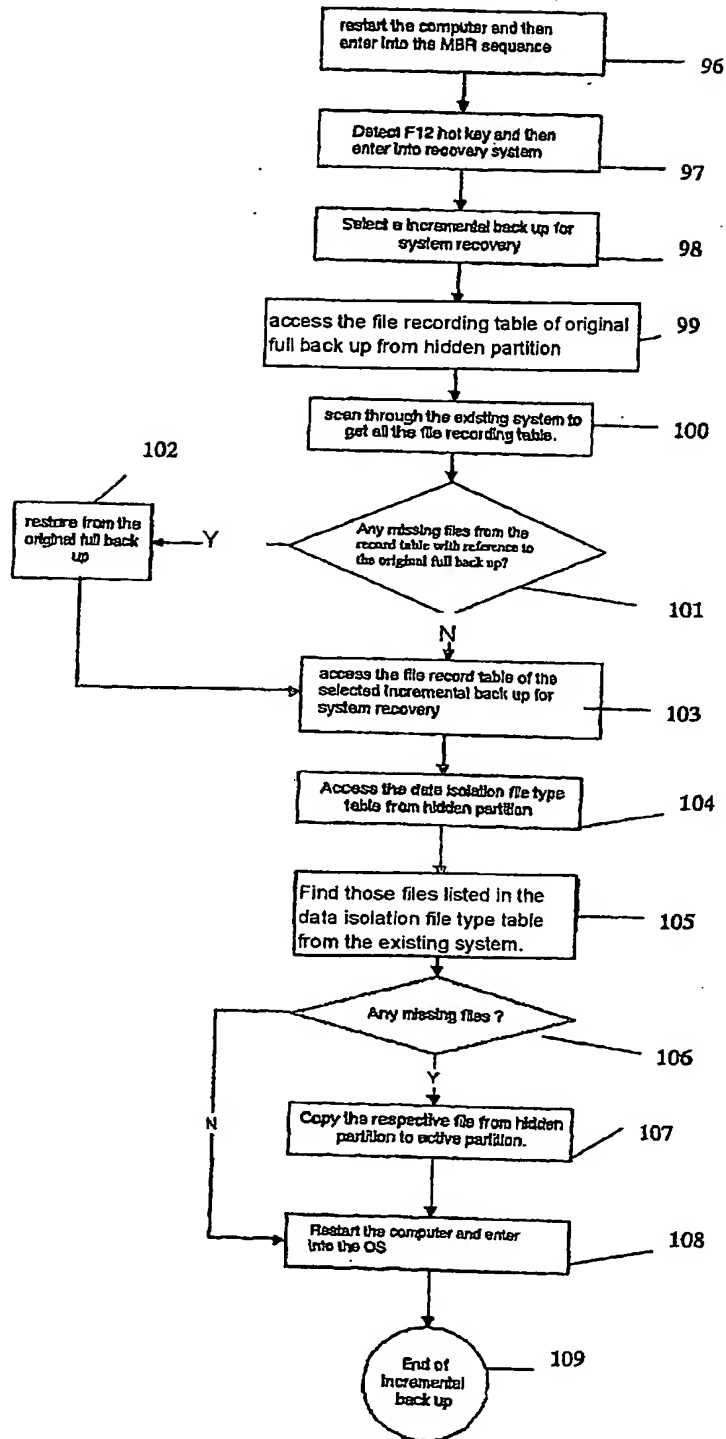 restart the computer and then
enter into the MBR sequence
96
Detect F12 hot key and then
enter into recovery system
97
Select a incremental back up for
system recovery
98
access the file recording table of original
full back up from hidden partition
99
scan through the existing system to
get all the file recording table.
100
102
restore from the
original full back
up
Y
Any missing files from the
record table with reference to
the original full back up?
101
N
access the file record table of the
selected incremental back up for
system recovery
103
Access the data isolation file type
table from hidden partition
104
Find those files listed in the
data isolation file type table
from the existing system.
105
Any missing files ?
106
Y
N
Copy the respective file from hidden
partition to active partition.
107
Restart the computer and enter
into the OS
108
End of
incremental
back up
109